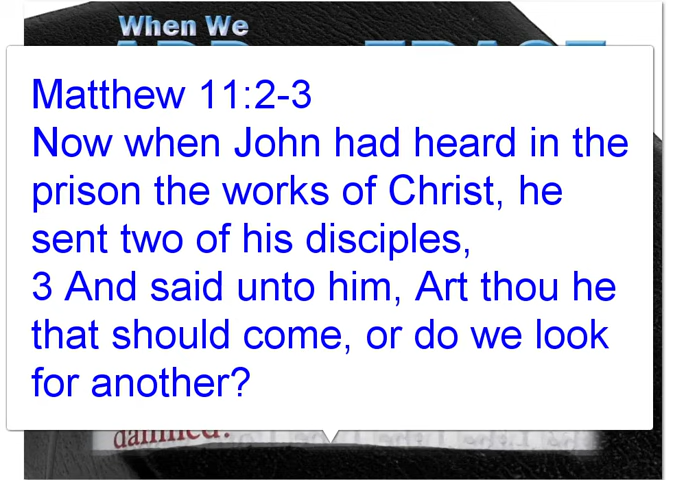 When We
Matthew 11:2-3
Now when John had heard in the
prison the works of Christ, he
sent two of his disciples,
3 And said unto him, Art thou he
that should come, or do we look
for another?
damned.